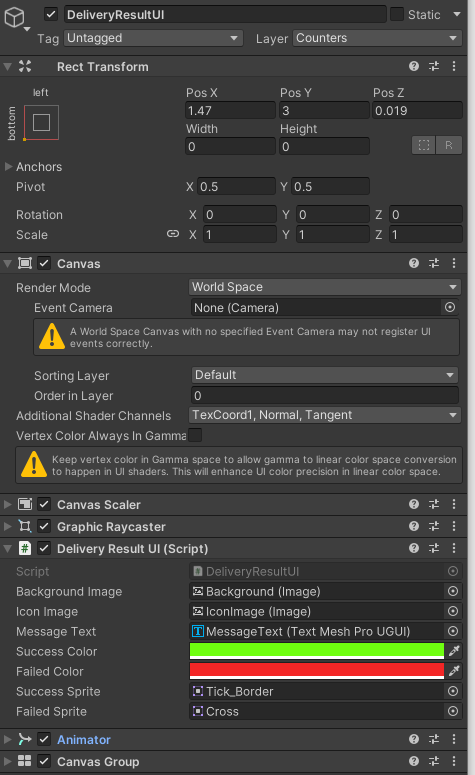 DeliveryResultUI Static
Tag Untagged Layer Counters
Rect Transform
left Pos X Pos Y Pos Z
bottom 1.47 3 0.019
Width Height
0 0 R
Anchors
Pivot X 0.5 Y 0.5
Rotation X 0 Y 0 Z 0
Scale X 1 Y 1 Z 1
Canvas
Render Mode World Space
Event Camera None (Camera)
A World Space Canvas with no specified Event Camera may not register UI
events correctly.
Sorting Layer Default
Order in Layer 0
Additional Shader Channels TexCoord1, Normal, Tangent
Vertex Color Always In Gamma
Keep vertex color in Gamma space to allow gamma to linear color space conversion
to happen in UI shaders. This will enhance UI color precision in linear color space.
Canvas Scaler
Graphic Raycaster
# Delivery Result UI (Script)
Script # DeliveryResultUI
Background Image Background (Image)
Icon Image IconImage (Image)
Message Text T MessageText (Text Mesh Pro UGUI)
Success Color
Failed Color
Success Sprite Tick_Border
Failed Sprite Cross
Animator
Canvas Group